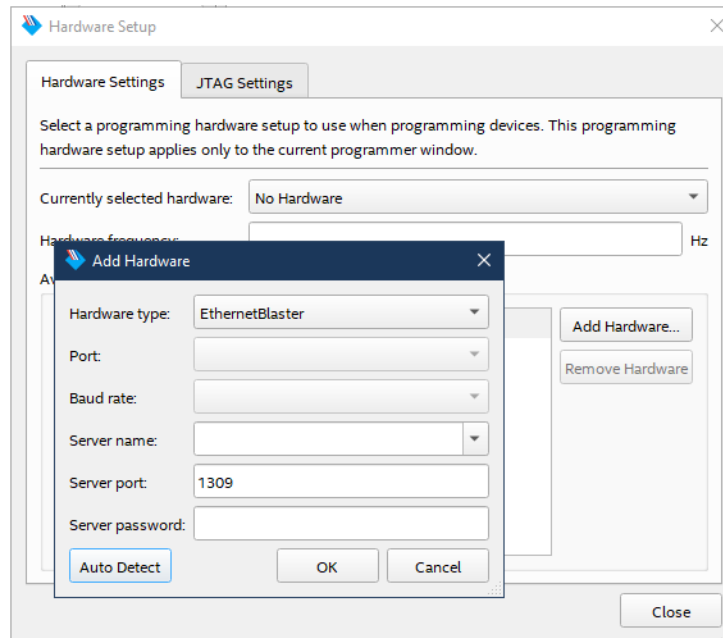 Hardware Setup
Hardware Settings
JTAG Settings
Select a programming hardware setup to use when programming devices. This programming
hardware setup applies only to the current programmer window.
Currently selected hardware: No Hardware
Hz
Add Hardware
Hardware type: EthernetBlaster
Port:
Baud rate:
Server name:
Server port: 1309
Server password:
Auto Detect
OK
Cancel
Add Hardware...
Remove Hardware
Close